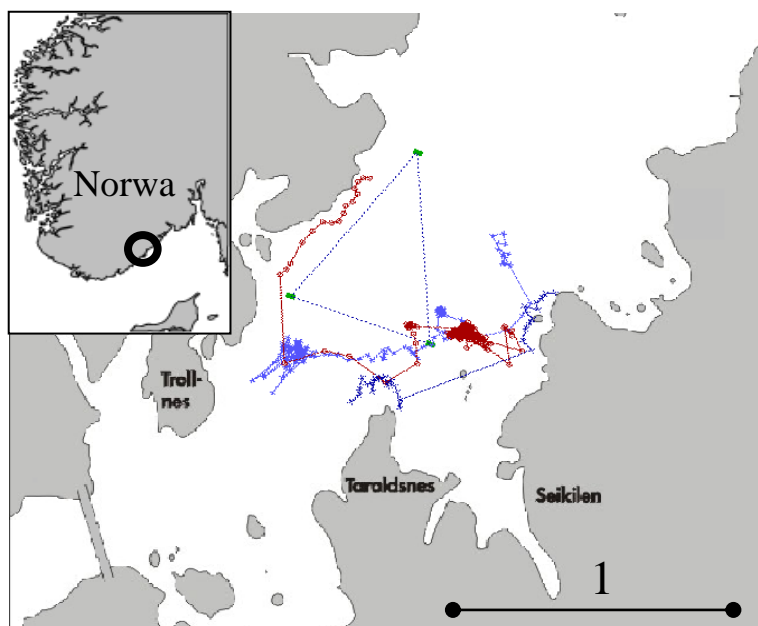 Norwa
Troll-
nes
Taraldsnes
Seikilen
1